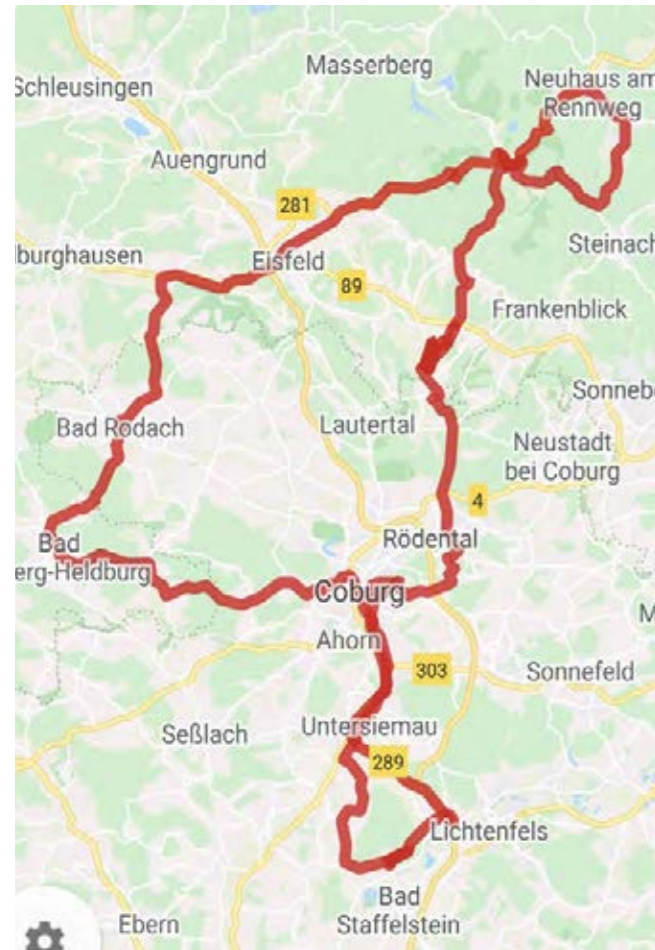 Masserberg
Neuhaus am
Rennweg
Schleusingen
Auengrund
281
lburghausen
Eisfeld
Steinach
89
Frankenblick
Sonneb
Bad Rodach
Lautertal
Neustadt
bei Coburg
4
Rödental
Bad
erg-Heldburg
Coburg
Ahorn
M
303
Sonnefeld
Untersiemau
Seßlach
289
Lichtenfels
Bad
Staffelstein
Ebern